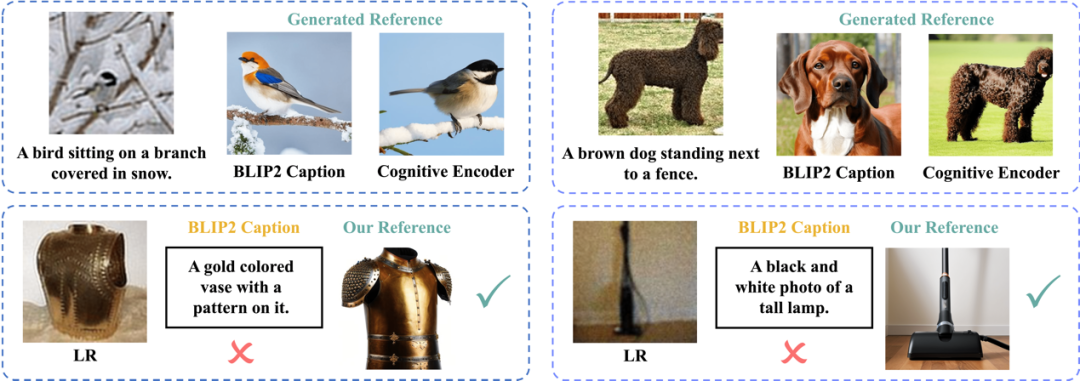 Generated Reference
A bird sitting on a branch
covered in snow.
BLIP2 Caption
Cognitive Encoder
Generated Reference
A brown dog standing next
to a fence.
BLIP2 Caption
Cognitive Encoder
BLIP2 Caption
Our Reference
A gold colored
vase with a
pattern on it.
LR
BLIP2 Caption
Our Reference
A black and
white photo of a
tall lamp.
LR